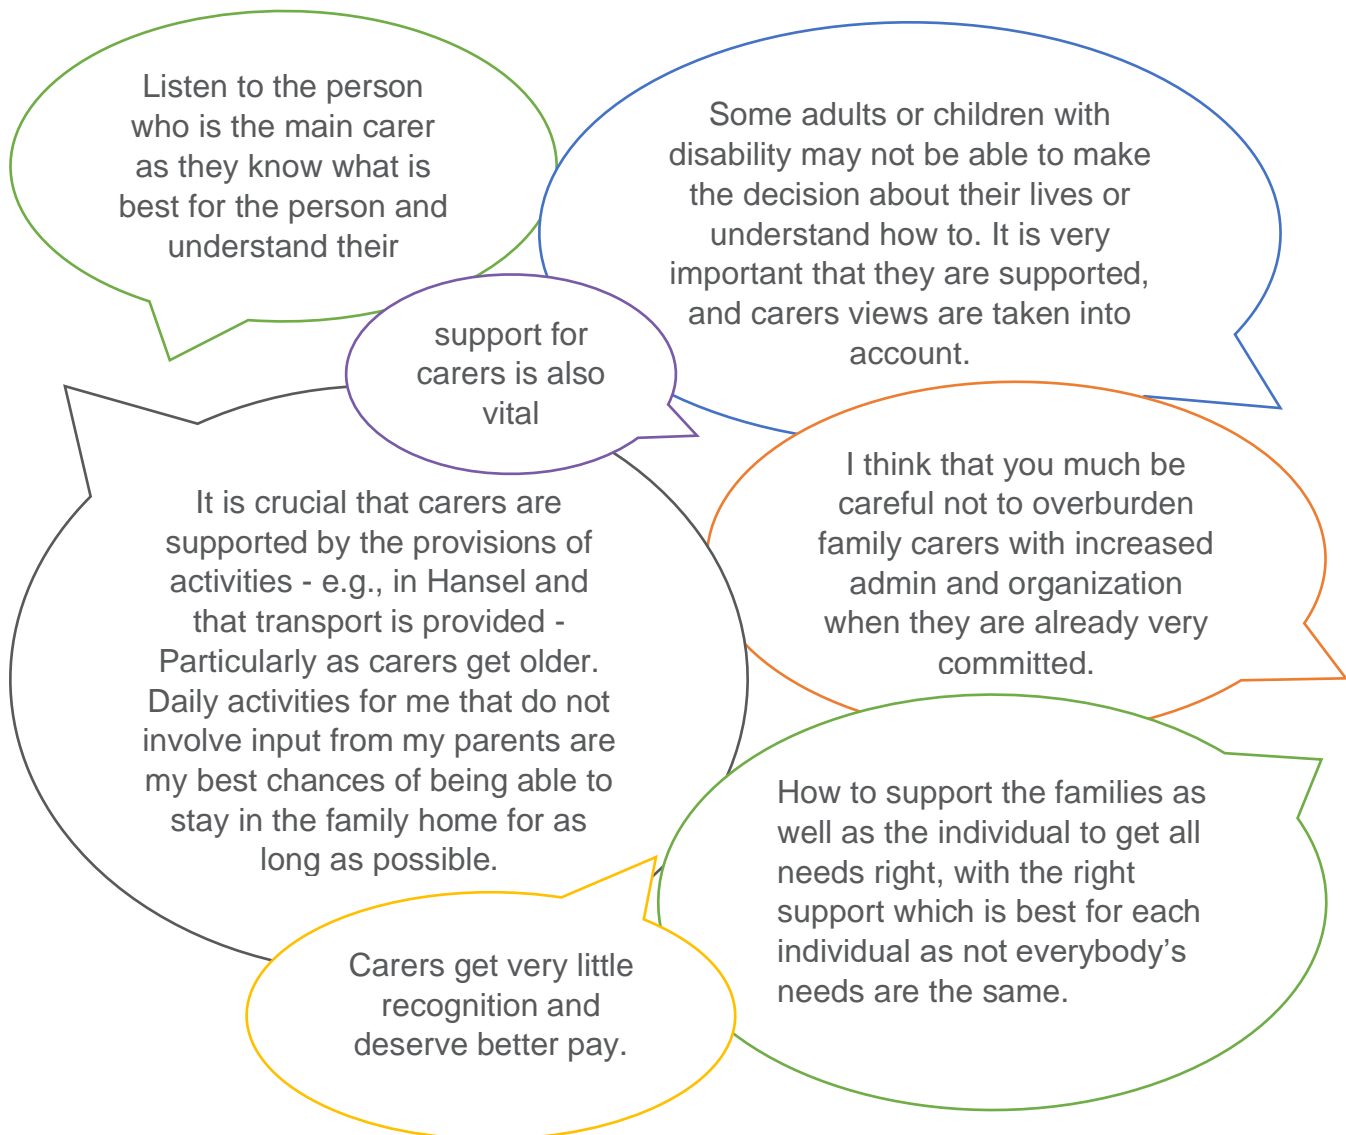 Listen to the person
who is the main carer
as they know what is
best for the person and
understand their
Some adults or children with
disability may not be able to make
the decision about their lives or
understand how to. It is very
important that they are supported,
and carers views are taken into
account.
support for
carers is also
vital
I think that you much be
careful not to overburden
family carers with increased
admin and organization
when they are already very
committed.
It is crucial that carers are
supported by the provisions of
activities - e.g., in Hansel and
that transport is provided -
Particularly as carers get older.
Daily activities for me that do not
involve input from my parents are
my best chances of being able to
stay in the family home for as
long as possible.
How to support the families as
well as the individual to get all
needs right, with the right
support which is best for each
individual as not everybody’s
needs are the same.
Carers get very little
recognition and
deserve better pay.